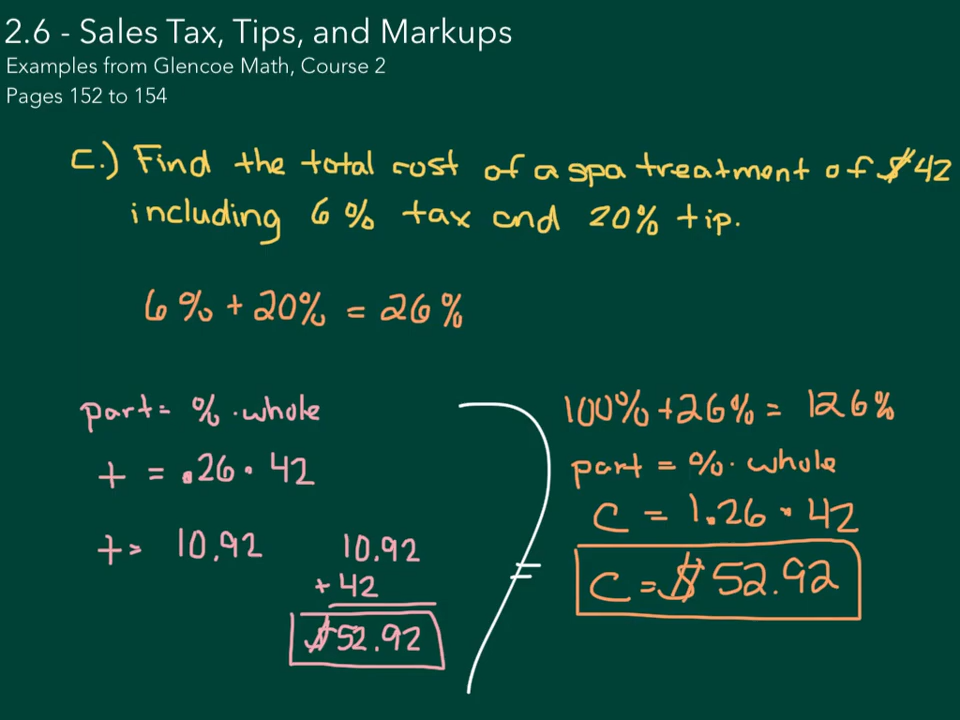 2.6 - Sales Tax, Tips, and Markups
Examples from Glencoe Math, Course 2
Pages 152 to 154
C.) Find the total cost of a spa treatment of $42
including 6% tax and 20% tip.
6% + 20% = 26%
part = % · whole
t = .26 · 42
t = 10.92
10.92
+ 42
$52.92
=
100% + 26% = 126%
part = % · whole
C = 1.26 · 42
C = $52.92